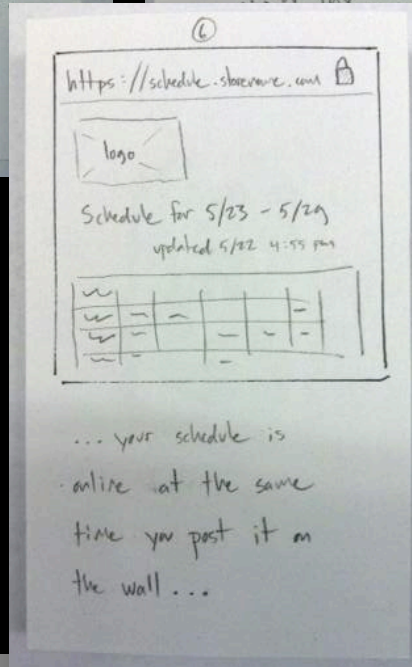 6
https://schedule.storename.com
logo
Schedule for 5/23 - 5/29
updated 5/22 4:55 pm
... your schedule is
online at the same
time you post it on
the wall ...